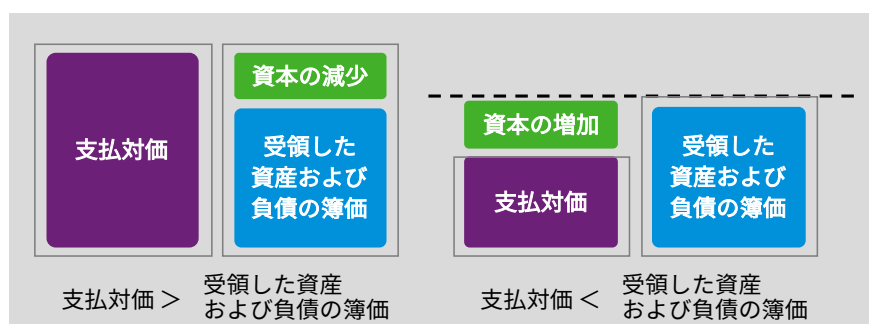 支払対価
資本の減少
受領した
資産および
負債の簿価
支払対価 ＞ 受領した資産
および負債の簿価
資本の増加
支払対価
受領した
資産および
負債の簿価
支払対価 ＜ 受領した資産
および負債の簿価